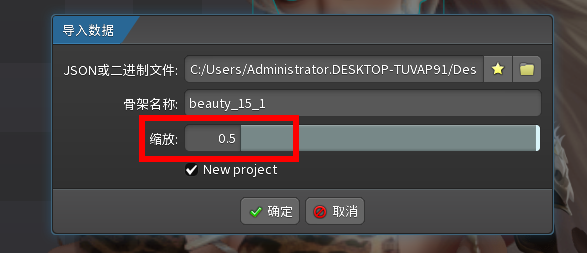 导入数据
JSON或二进制文件: C:/Users/Administrator.DESKTOP-TUVAP91/Des
骨架名称: beauty_15_1
缩放: 0.5
New project
确定 取消